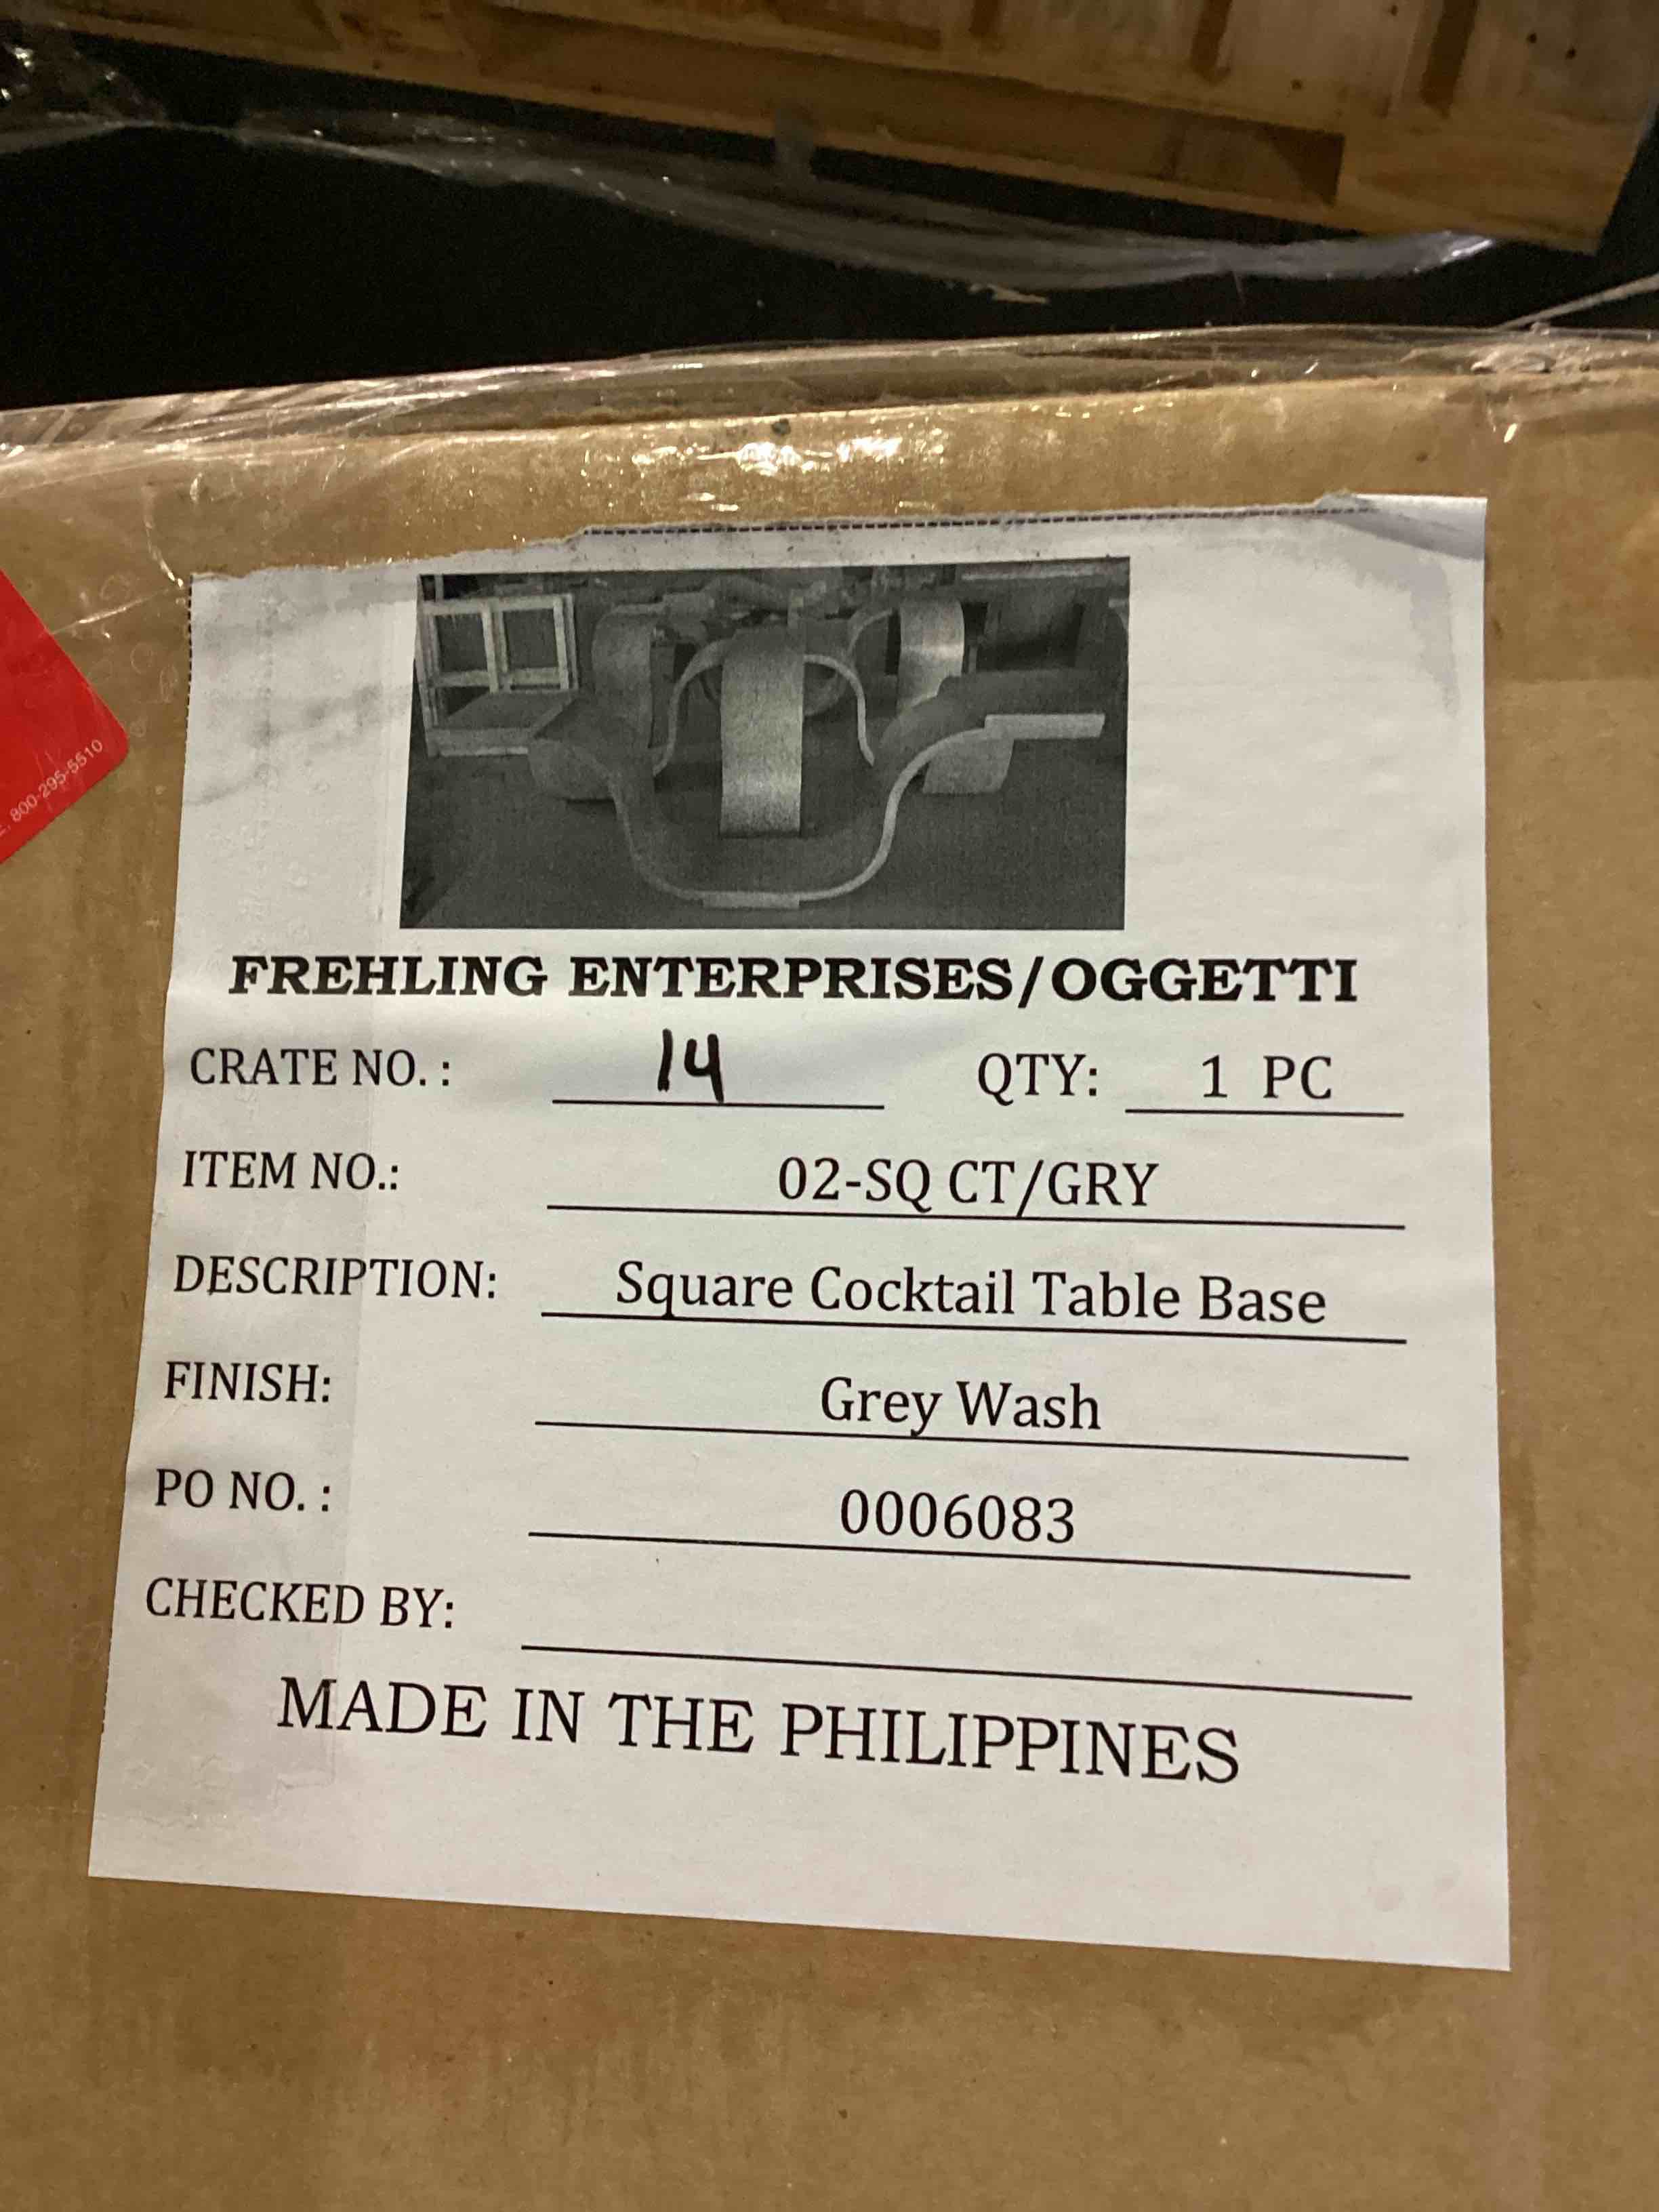 800-295-5510
FREHLING ENTERPRISES/OGGETTI
CRATE NO. : 14 QTY: 1 PC
ITEM NO.: 02-SQ CT/GRY
DESCRIPTION: Square Cocktail Table Base
FINISH: Grey Wash
PO NO. : 0006083
CHECKED BY:
MADE IN THE PHILIPPINES